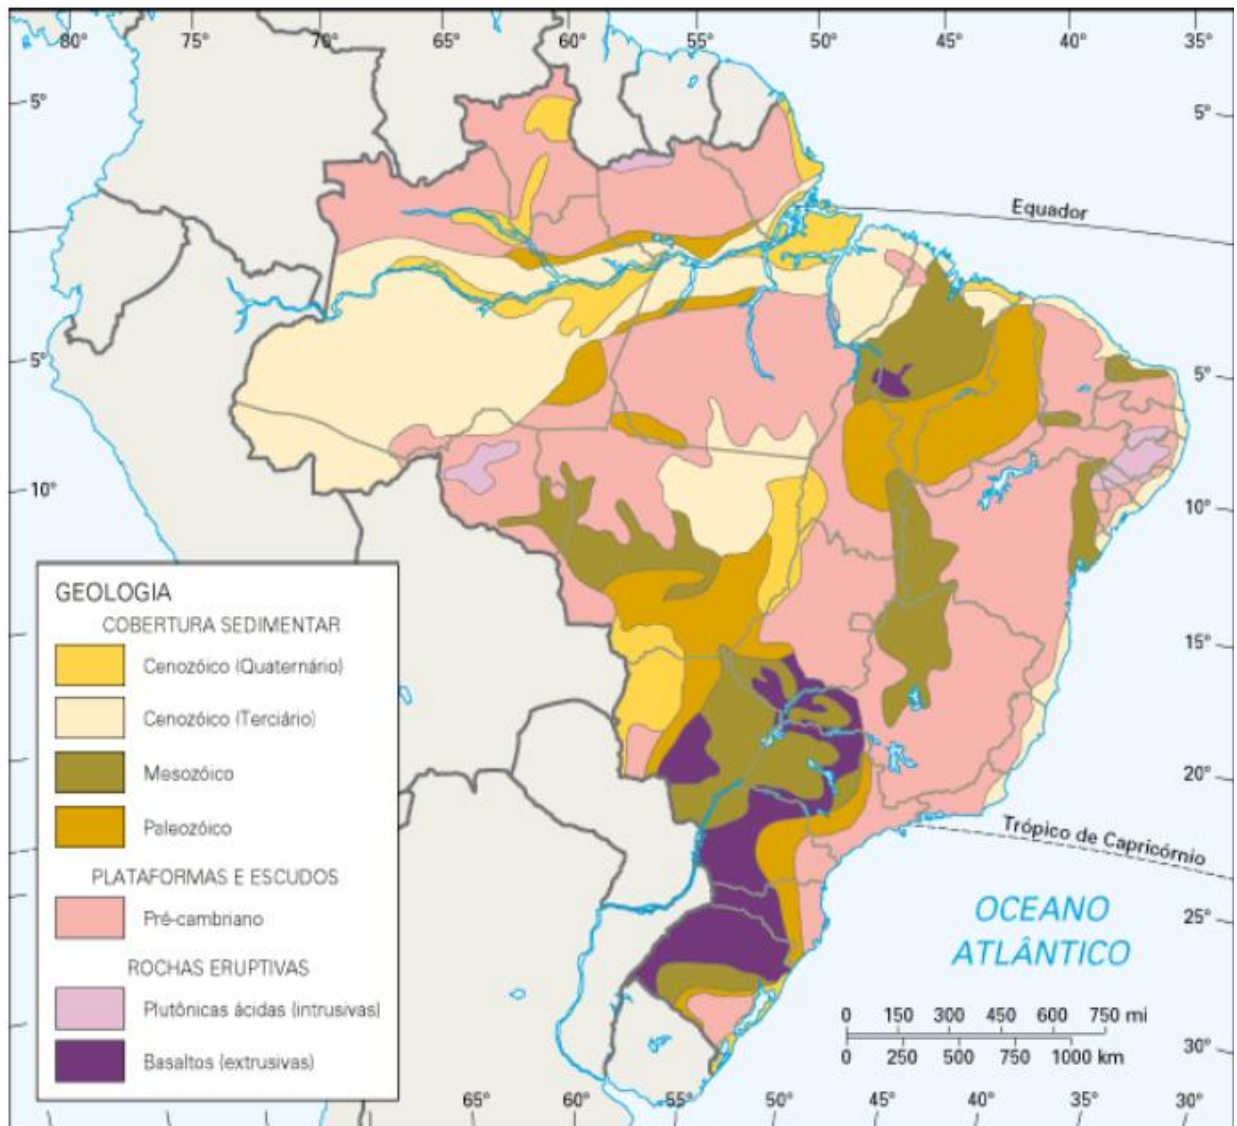 80° 75° 70° 65° 60° 55° 50° 45° 40° 35°
5° 5°
Equador
5° 5°
10° 10°
GEOLOGIA
COBERTURA SEDIMENTAR
Cenozóico (Quaternário)
Cenozóico (Terciário)
Mesozóico
Paleozóico
PLATAFORMAS E ESCUDOS
Pré-cambriano
ROCHAS ERUPTIVAS
Plutônicas ácidas (intrusivas)
Basaltos (extrusivas)
15°
20°
Trópico de Capricórnio
OCEANO
ATLÂNTICO
25°
0 150 300 450 600 750 mi
0 250 500 750 1000 km
30°
65° 60° 55° 50° 45° 40° 35° 30°